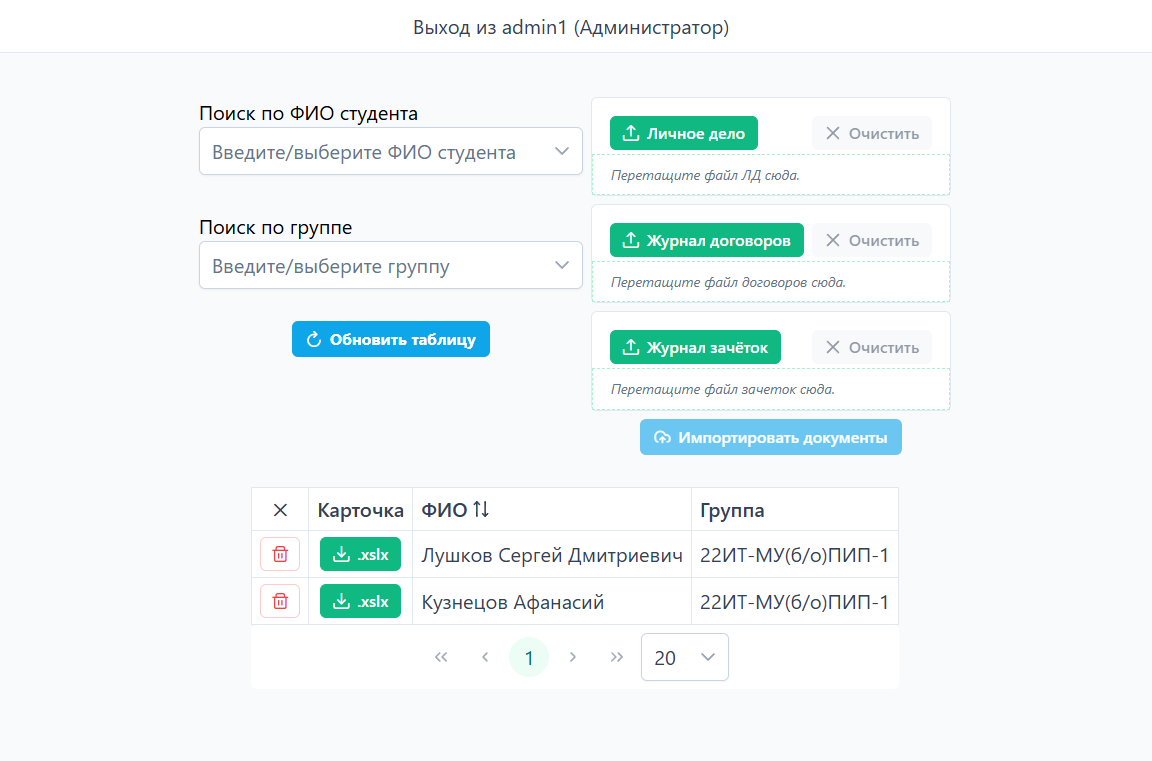 Выход из admin1 (Администратор)
Поиск по ФИО студента
Введите/выберите ФИО студента
Поиск по группе
Введите/выберите группу
Обновить таблицу
Личное дело
Очистить
Перетащите файл ЛД сюда.
Журнал договоров
Очистить
Перетащите файл договоров сюда.
Журнал зачёток
Очистить
Перетащите файл зачеток сюда.
Импортировать документы
Карточка ФИО Группа
.xslx Лушков Сергей Дмитриевич 22ИТ-МУ(б/о)ПИП-1
.xslx Кузнецов Афанасий 22ИТ-МУ(б/о)ПИП-1
1 20